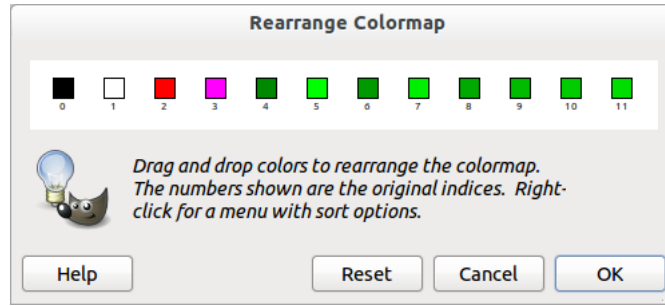 Rearrange Colormap
0 1 2 3 4 5 6 7 8 9 10 11
Drag and drop colors to rearrange the colormap.
The numbers shown are the original indices.  Right-
click for a menu with sort options.
Help Reset Cancel OK